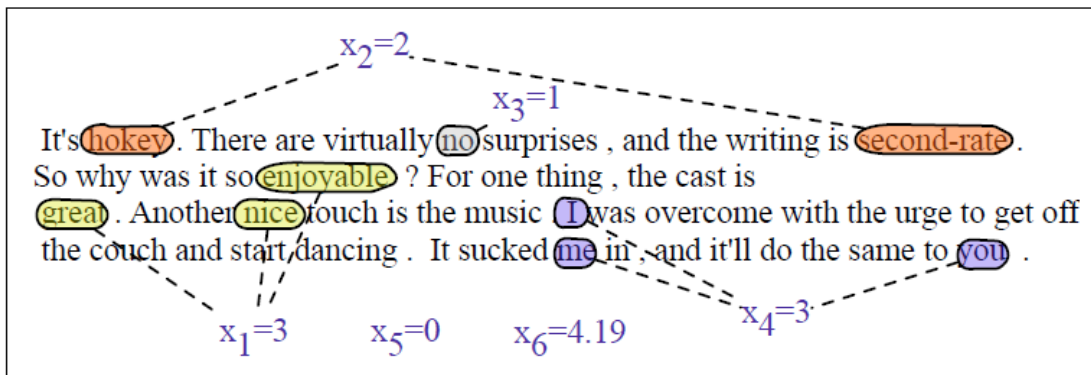 x2=2
x3=1
It's hokey . There are virtually no surprises , and the writing is second-rate .
So why was it so enjoyable ? For one thing , the cast is
great . Another nice touch is the music . I was overcome with the urge to get off
the couch and start dancing . It sucked me in , and it'll do the same to you .
x1=3 x5=0 x6=4.19 x4=3